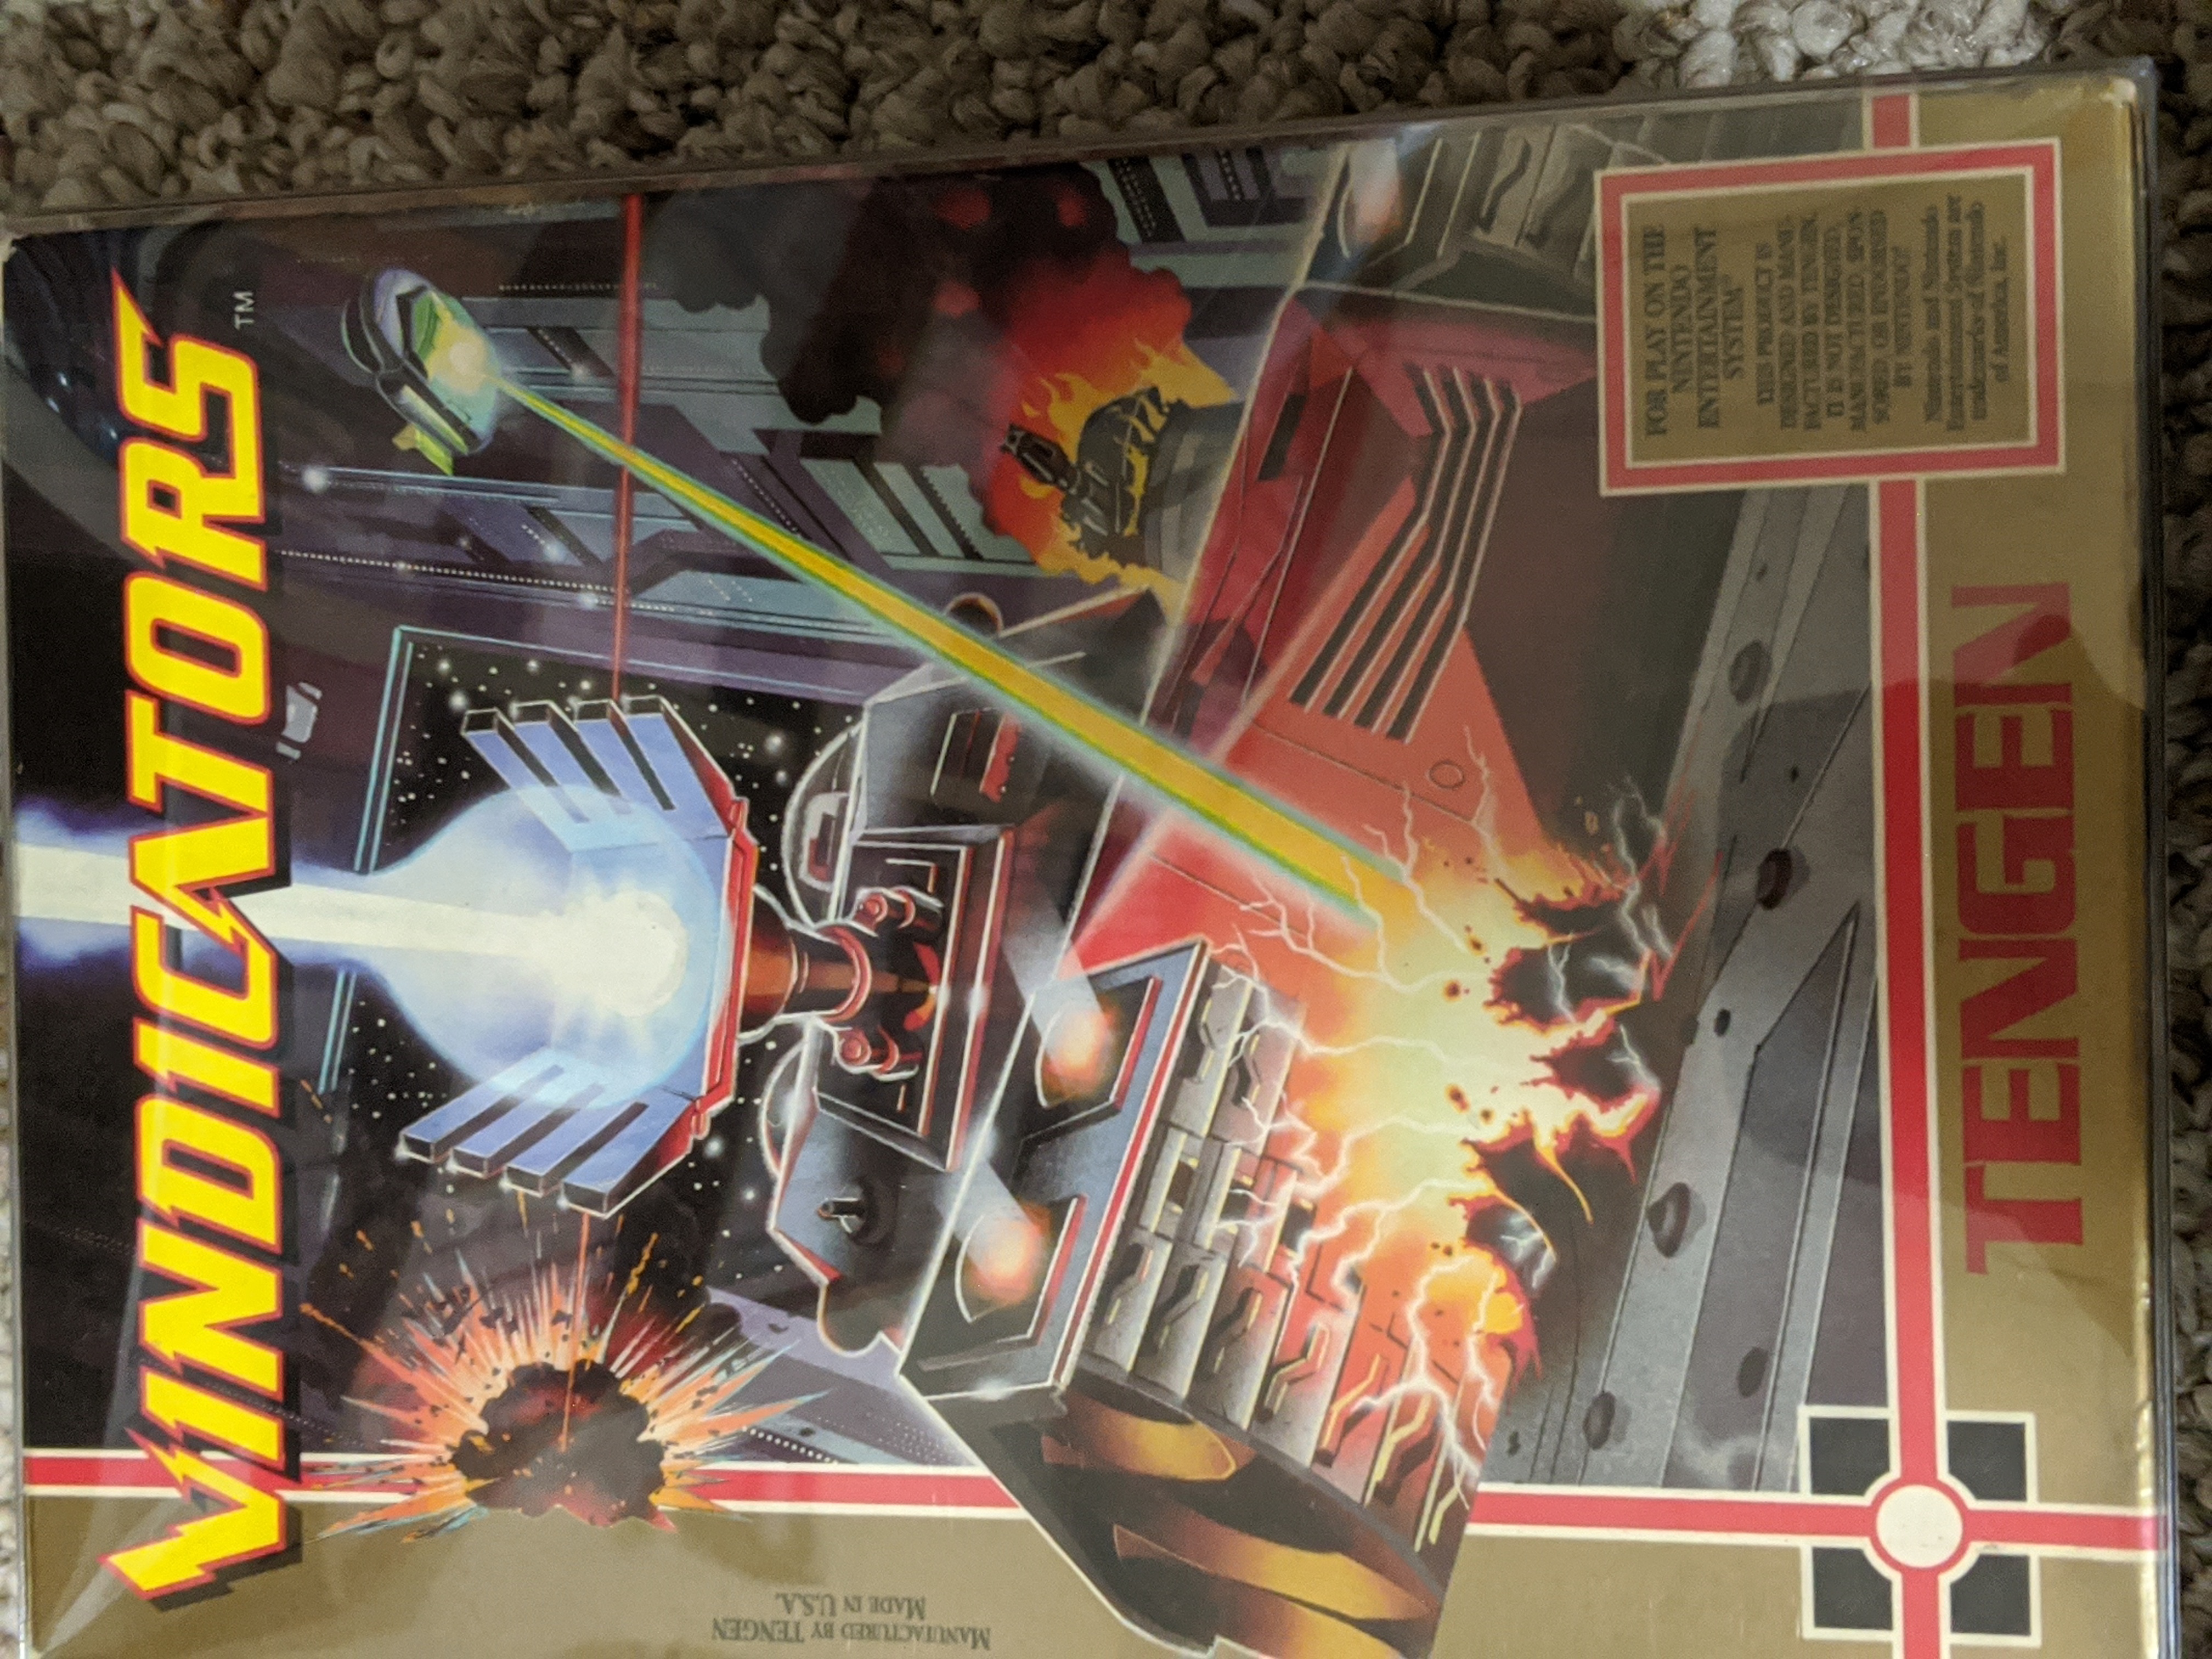 VINDICATORS
TM
MANUFACTURED BY TENGEN
MADE IN U.S.A.
FOR PLAY ON THE
NINTENDO
ENTERTAINMENT
SYSTEM®
THIS PRODUCT IS
DESIGNED AND MANU-
FACTURED BY TENGEN.
IT IS NOT DESIGNED,
MANUFACTURED, SPON-
SORED, OR ENDORSED
BY NINTENDO.
Nintendo and Nintendo
Entertainment System are
trademarks of Nintendo
of America, Inc.
TENGEN